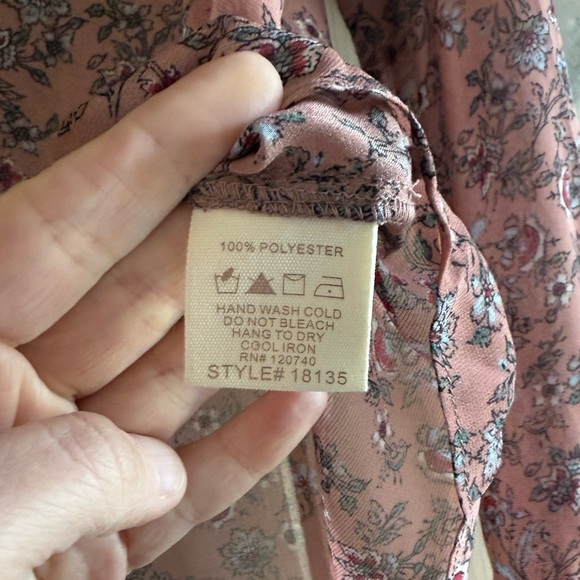 100% POLYESTER
HAND WASH COLD
DO NOT BLEACH
HANG TO DRY
COOL IRON
RN# 120740
STYLE# 18135